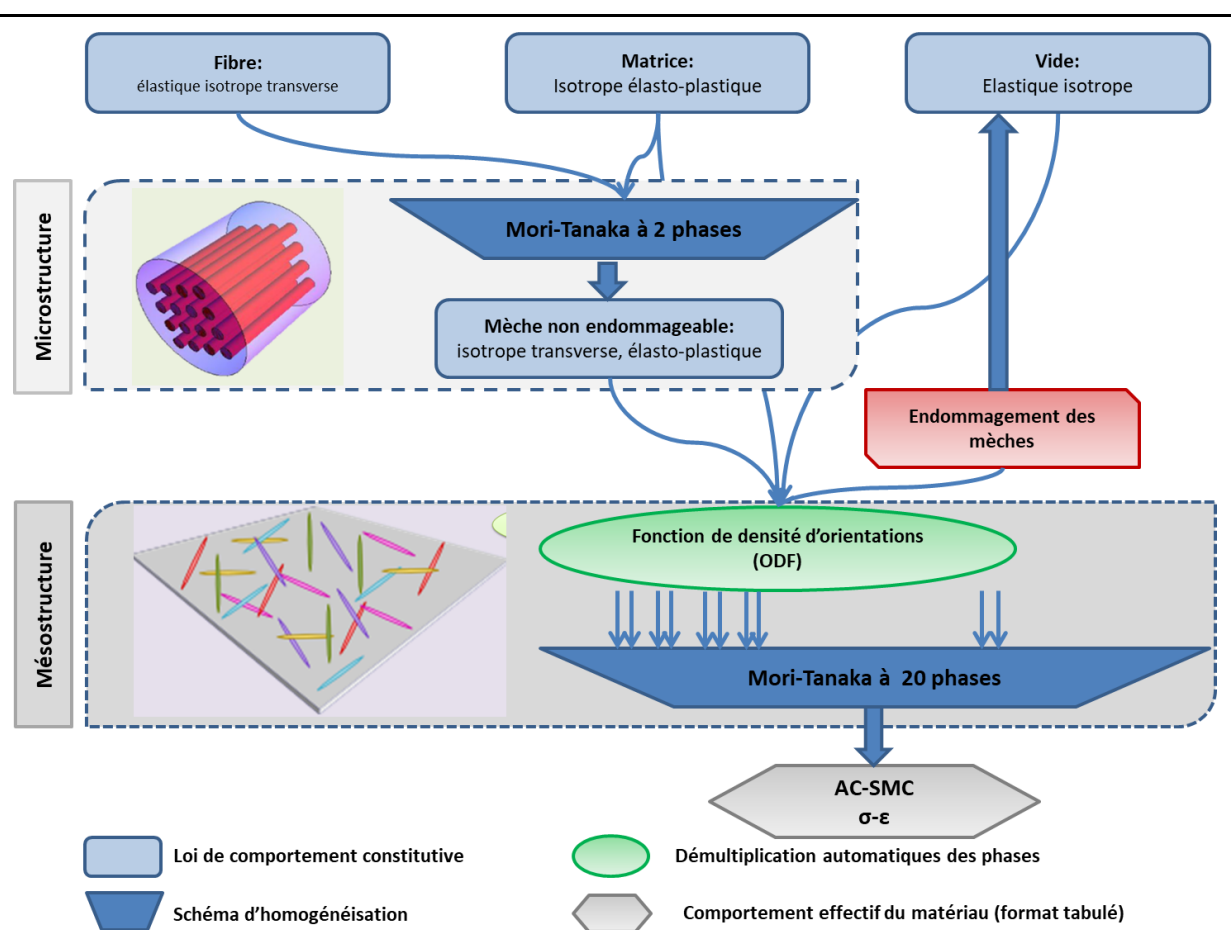 Fibre:
élastique isotrope transverse
Matrice:
Isotrope élasto-plastique
Vide:
Elastique isotrope
Microstructure
Mori-Tanaka à 2 phases
Mèche non endommageable:
isotrope transverse, élasto-plastique
Endommagement des
mèches
Mésostructure
Fonction de densité d’orientations
(ODF)
Mori-Tanaka à 20 phases
AC-SMC
σ-ε
Loi de comportement constitutive
Démultiplication automatiques des phases
Schéma d’homogénéisation
Comportement effectif du matériau (format tabulé)